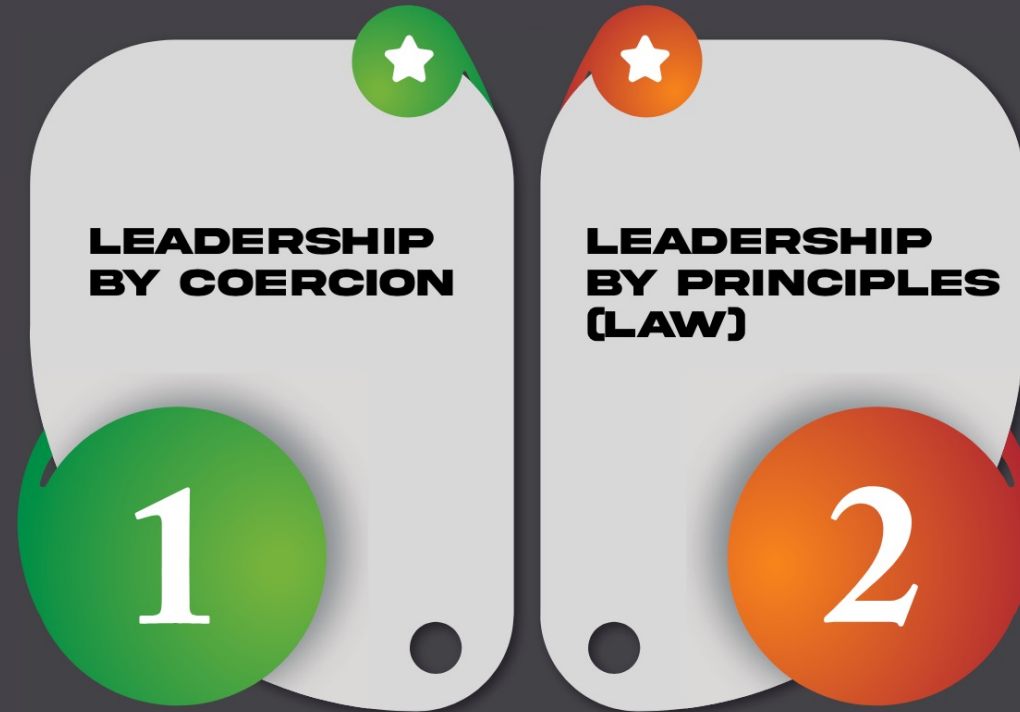 LEADERSHIP
BY COERCION
1
LEADERSHIP
BY PRINCIPLES
(LAW)
2